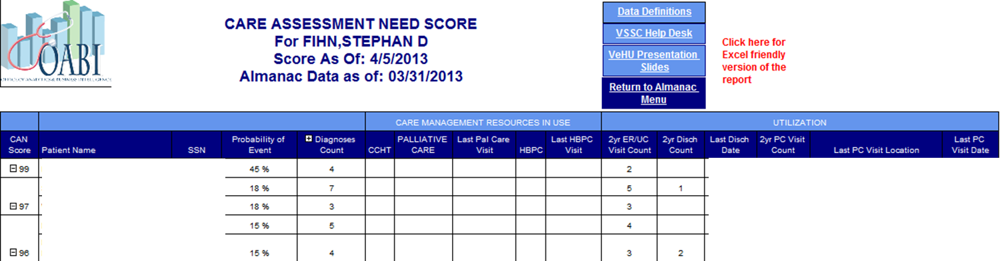 CARE ASSESSMENT NEED SCORE
For FIHN,STEPHAN D
Score As Of: 4/5/2013
Almanac Data as of: 03/31/2013
OABI
OFFICE OF ANALYTICS & BUSINESS INTELLIGENCE
Data Definitions
VSSC Help Desk
VeHU Presentation
Slides
Return to Almanac
Menu
Click here for
Excel friendly
version of the
report
CARE MANAGEMENT RESOURCES IN USE UTILIZATION
CAN Score Patient Name SSN Probability of Event Diagnoses Count CCHT PALLIATIVE CARE Last Pal Care Visit HBPC Last HBPC Visit 2yr ER/UC Visit Count 2yr Disch Count Last Disch Date 2yr PC Visit Count Last PC Visit Location Last PC Visit Date
99 45 % 4 2
18 % 7 5 1
97 18 % 3 3
15 % 5 4
96 15 % 4 3 2